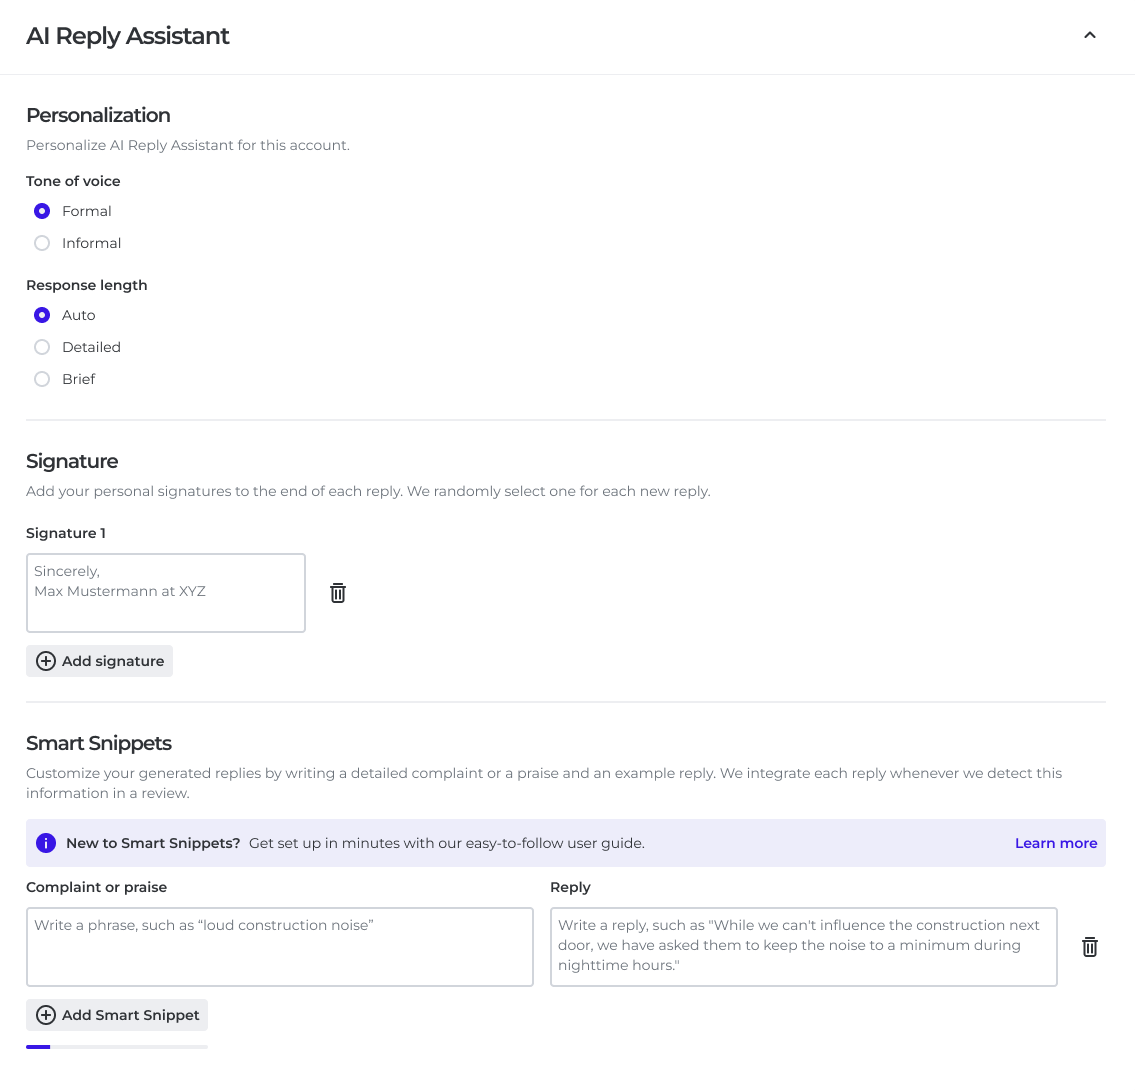 AI Reply Assistant
Personalization
Personalize AI Reply Assistant for this account.
Tone of voice
Formal
Informal
Response length
Auto
Detailed
Brief
Signature
Add your personal signatures to the end of each reply. We randomly select one for each new reply.
Signature 1
Sincerely,
Max Mustermann at XYZ
Add signature
Smart Snippets
Customize your generated replies by writing a detailed complaint or a praise and an example reply. We integrate each reply whenever we detect this
information in a review.
New to Smart Snippets? Get set up in minutes with our easy-to-follow user guide. Learn more
Complaint or praise
Write a phrase, such as “loud construction noise”
Reply
Write a reply, such as "While we can't influence the construction next
door, we have asked them to keep the noise to a minimum during
nighttime hours."
Add Smart Snippet